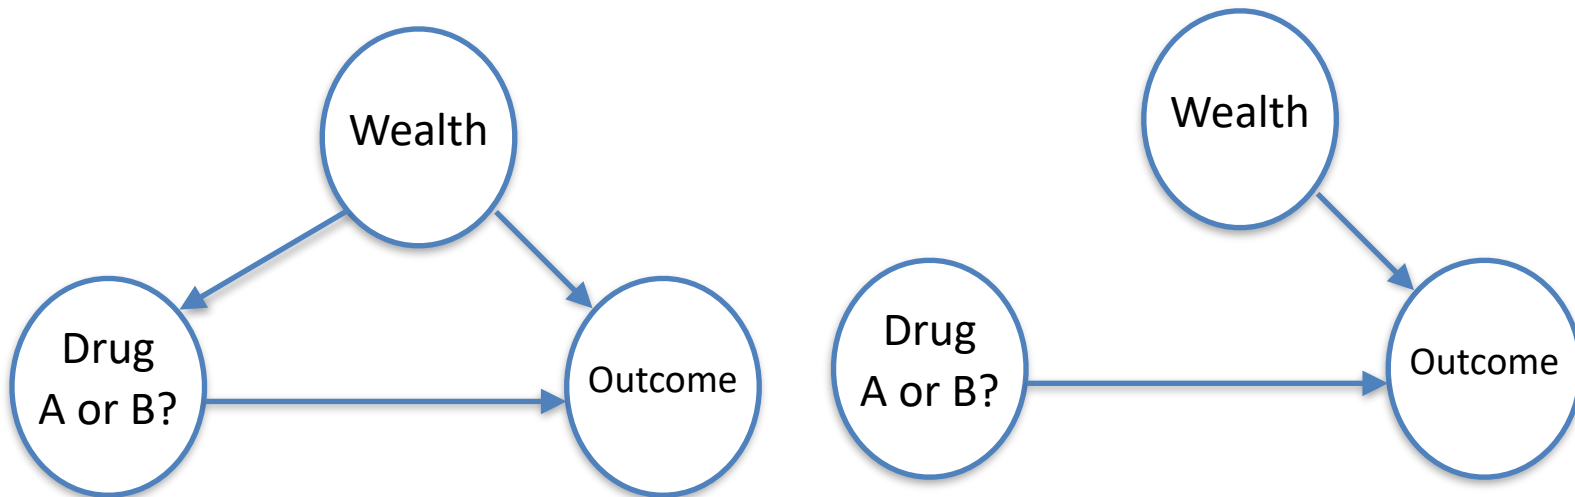 Wealth
Drug
A or B?
Outcome
Wealth
Drug
A or B?
Outcome